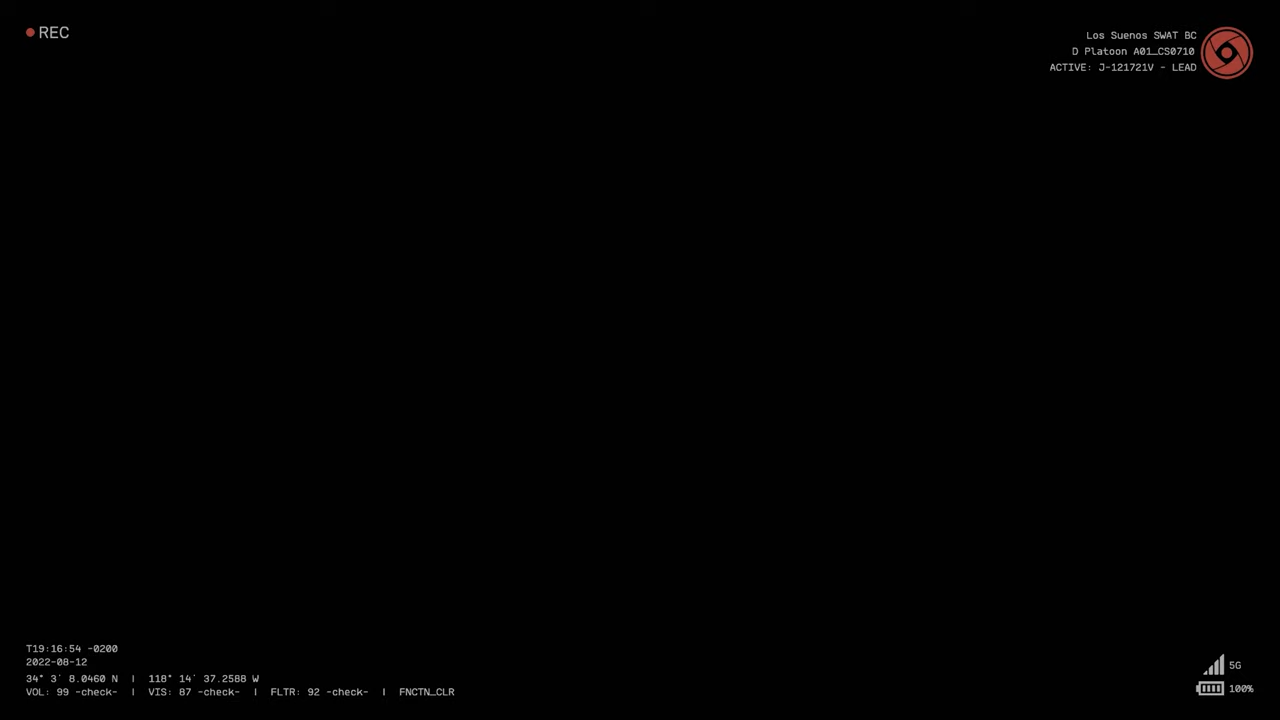 REC
Los Suenos SWAT BC
D Platoon A01_CS0710
ACTIVE: J-121721V - LEAD
T19:16:54 -0200
2022-08-12
34° 3' 8.0460 N | 118° 14' 37.2588 W
VOL: 99 -check- | VIS: 87 -check- | FLTR: 92 -check- | FNCTN_CLR
5G
100%